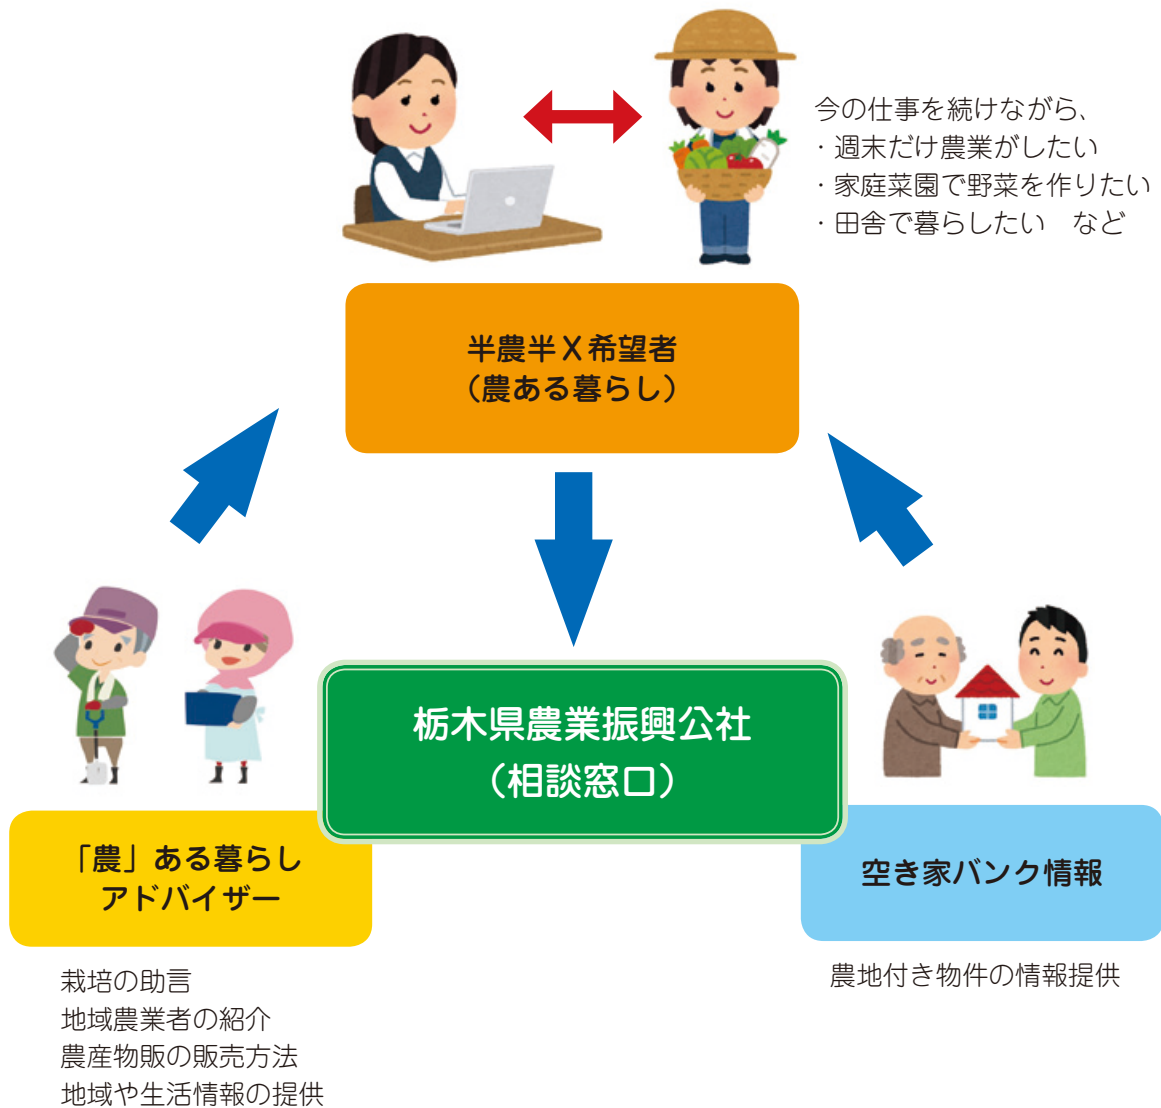 今の仕事を続けながら、
・週末だけ農業がしたい
・家庭菜園で野菜を作りたい
・田舎で暮らしたい　など
半農半X希望者
（農ある暮らし）
栃木県農業振興公社
（相談窓口）
「農」ある暮らし
アドバイザー
栽培の助言
地域農業者の紹介
農産物販の販売方法
地域や生活情報の提供
空き家バンク情報
農地付き物件の情報提供